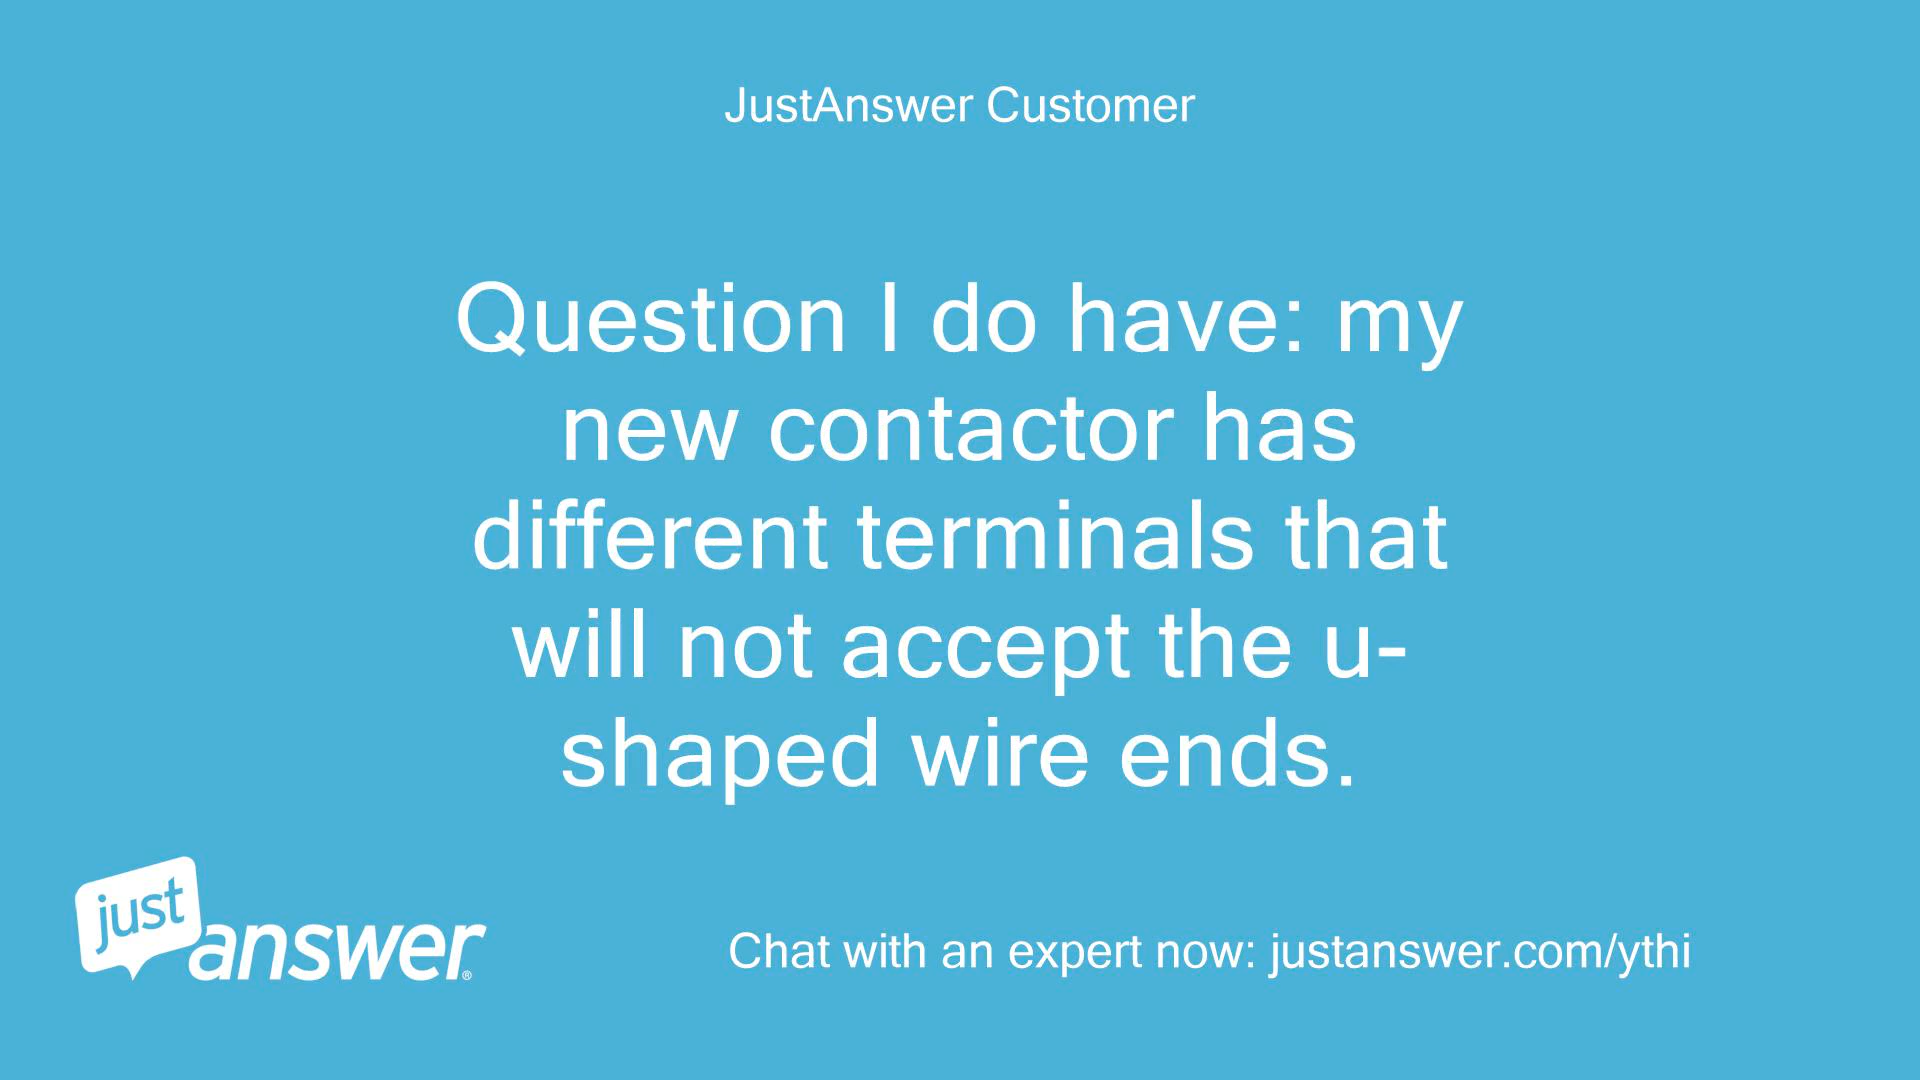 JustAnswer Customer
Question I do have: my
new contactor has
different terminals that
will not accept the u-
shaped wire ends.
just
answer®
Chat with an expert now: justanswer.com/ythi